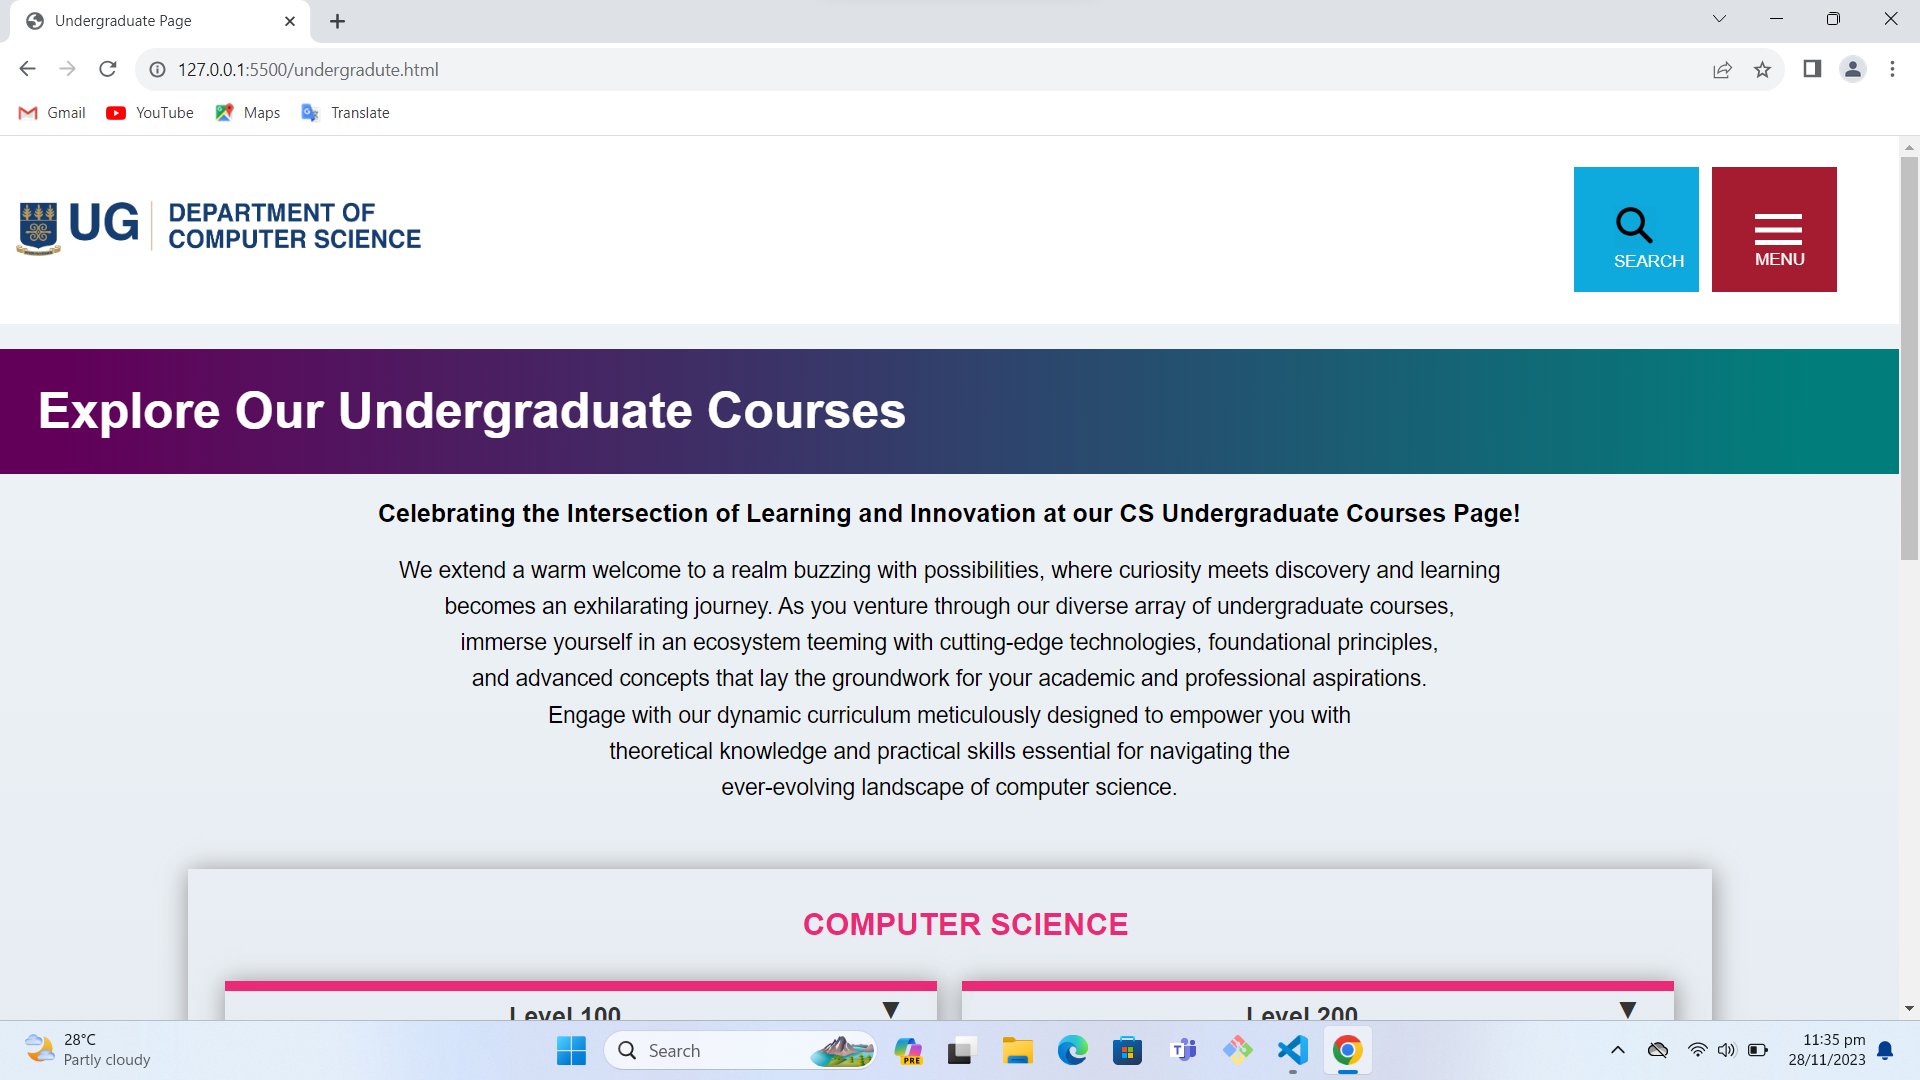 Undergraduate Page
127.0.0.1:5500/undergradute.html
Gmail YouTube Maps Translate
UG DEPARTMENT OF
COMPUTER SCIENCE
SEARCH
MENU
Explore Our Undergraduate Courses
Celebrating the Intersection of Learning and Innovation at our CS Undergraduate Courses Page!
We extend a warm welcome to a realm buzzing with possibilities, where curiosity meets discovery and learning
becomes an exhilarating journey. As you venture through our diverse array of undergraduate courses,
immerse yourself in an ecosystem teeming with cutting-edge technologies, foundational principles,
and advanced concepts that lay the groundwork for your academic and professional aspirations.
Engage with our dynamic curriculum meticulously designed to empower you with
theoretical knowledge and practical skills essential for navigating the
ever-evolving landscape of computer science.
COMPUTER SCIENCE
Level 100
Level 200
28°C
Partly cloudy
Search
PRE
11:35 pm
28/11/2023